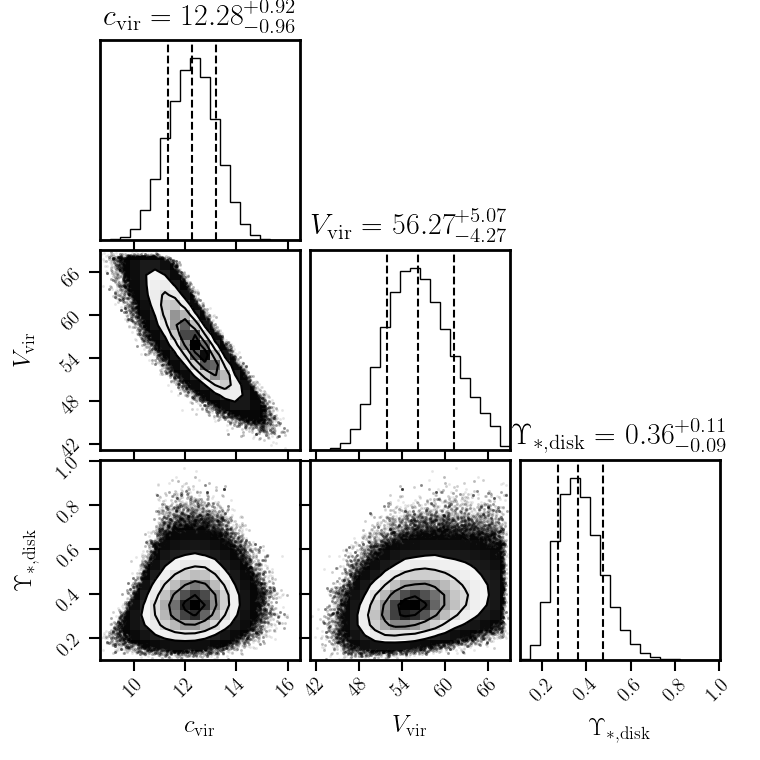 c_vir = 12.28 +0.92 −0.96
V_vir = 56.27 +5.07 −4.27
V_vir
66
60
54
48
42
Υ_*,disk = 0.36 +0.11 −0.09
Υ_*,disk
1.0
0.8
0.6
0.4
0.2
10 12 14 16 42 48 54 60 66 0.2 0.4 0.6 0.8 1.0
c_vir V_vir Υ_*,disk